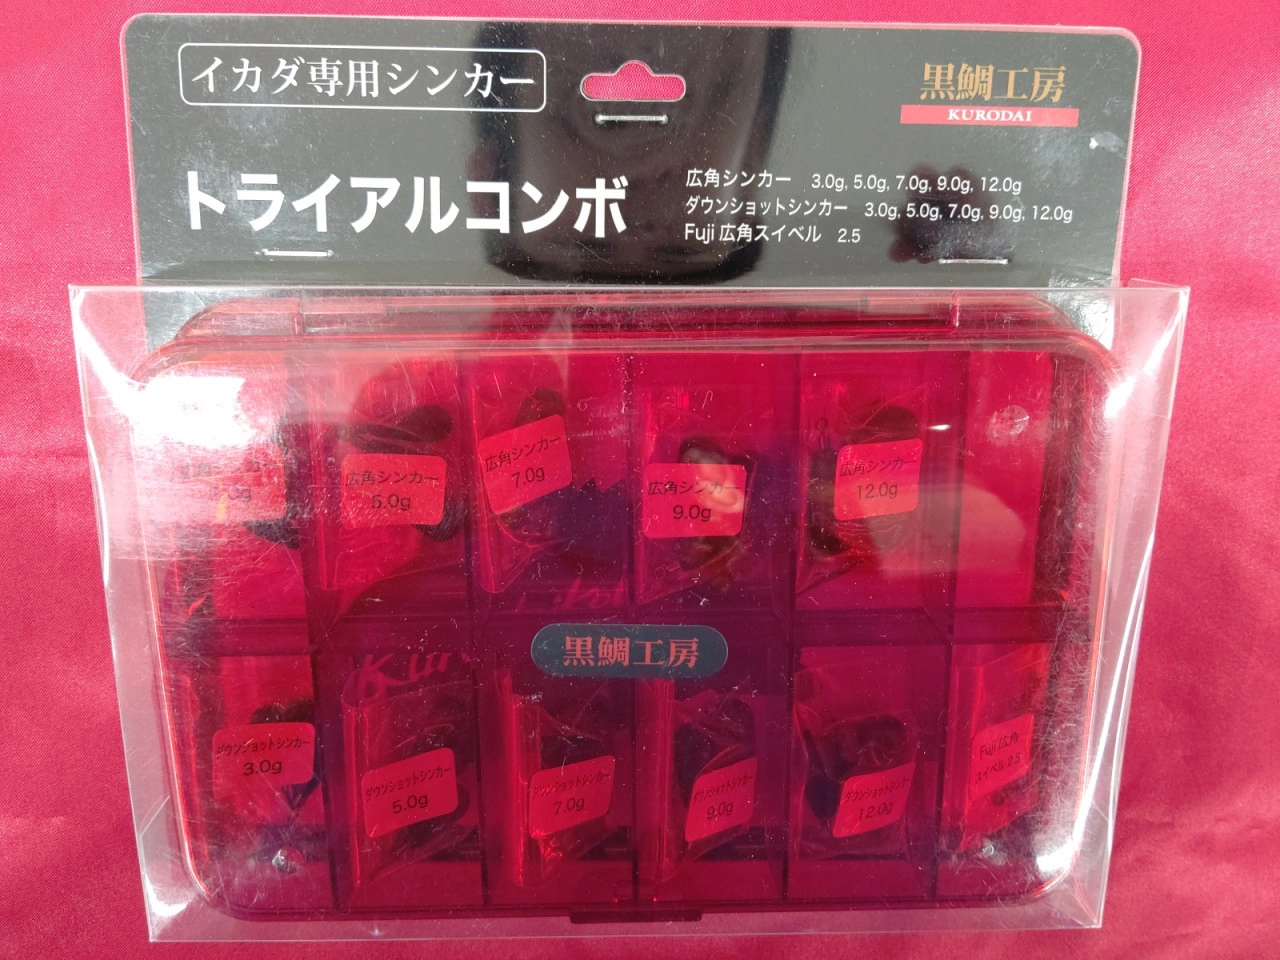 イカダ専用シンカー
黒鯛工房
KURODAI
トライアルコンボ
広角シンカー 3.0g, 5.0g, 7.0g, 9.0g, 12.0g
ダウンショットシンカー 3.0g, 5.0g, 7.0g, 9.0g, 12.0g
Fuji 広角スイベル 2.5
広角シンカー
5.0g
広角シンカー
7.0g
広角シンカー
9.0g
広角シンカー
12.0g
黒鯛工房
ダウンショットシンカー
3.0g
ダウンショットシンカー
5.0g
ダウンショットシンカー
7.0g
ダウンショットシンカー
9.0g
ダウンショットシンカー
12.0g
Fuji 広角
スイベル 2.5